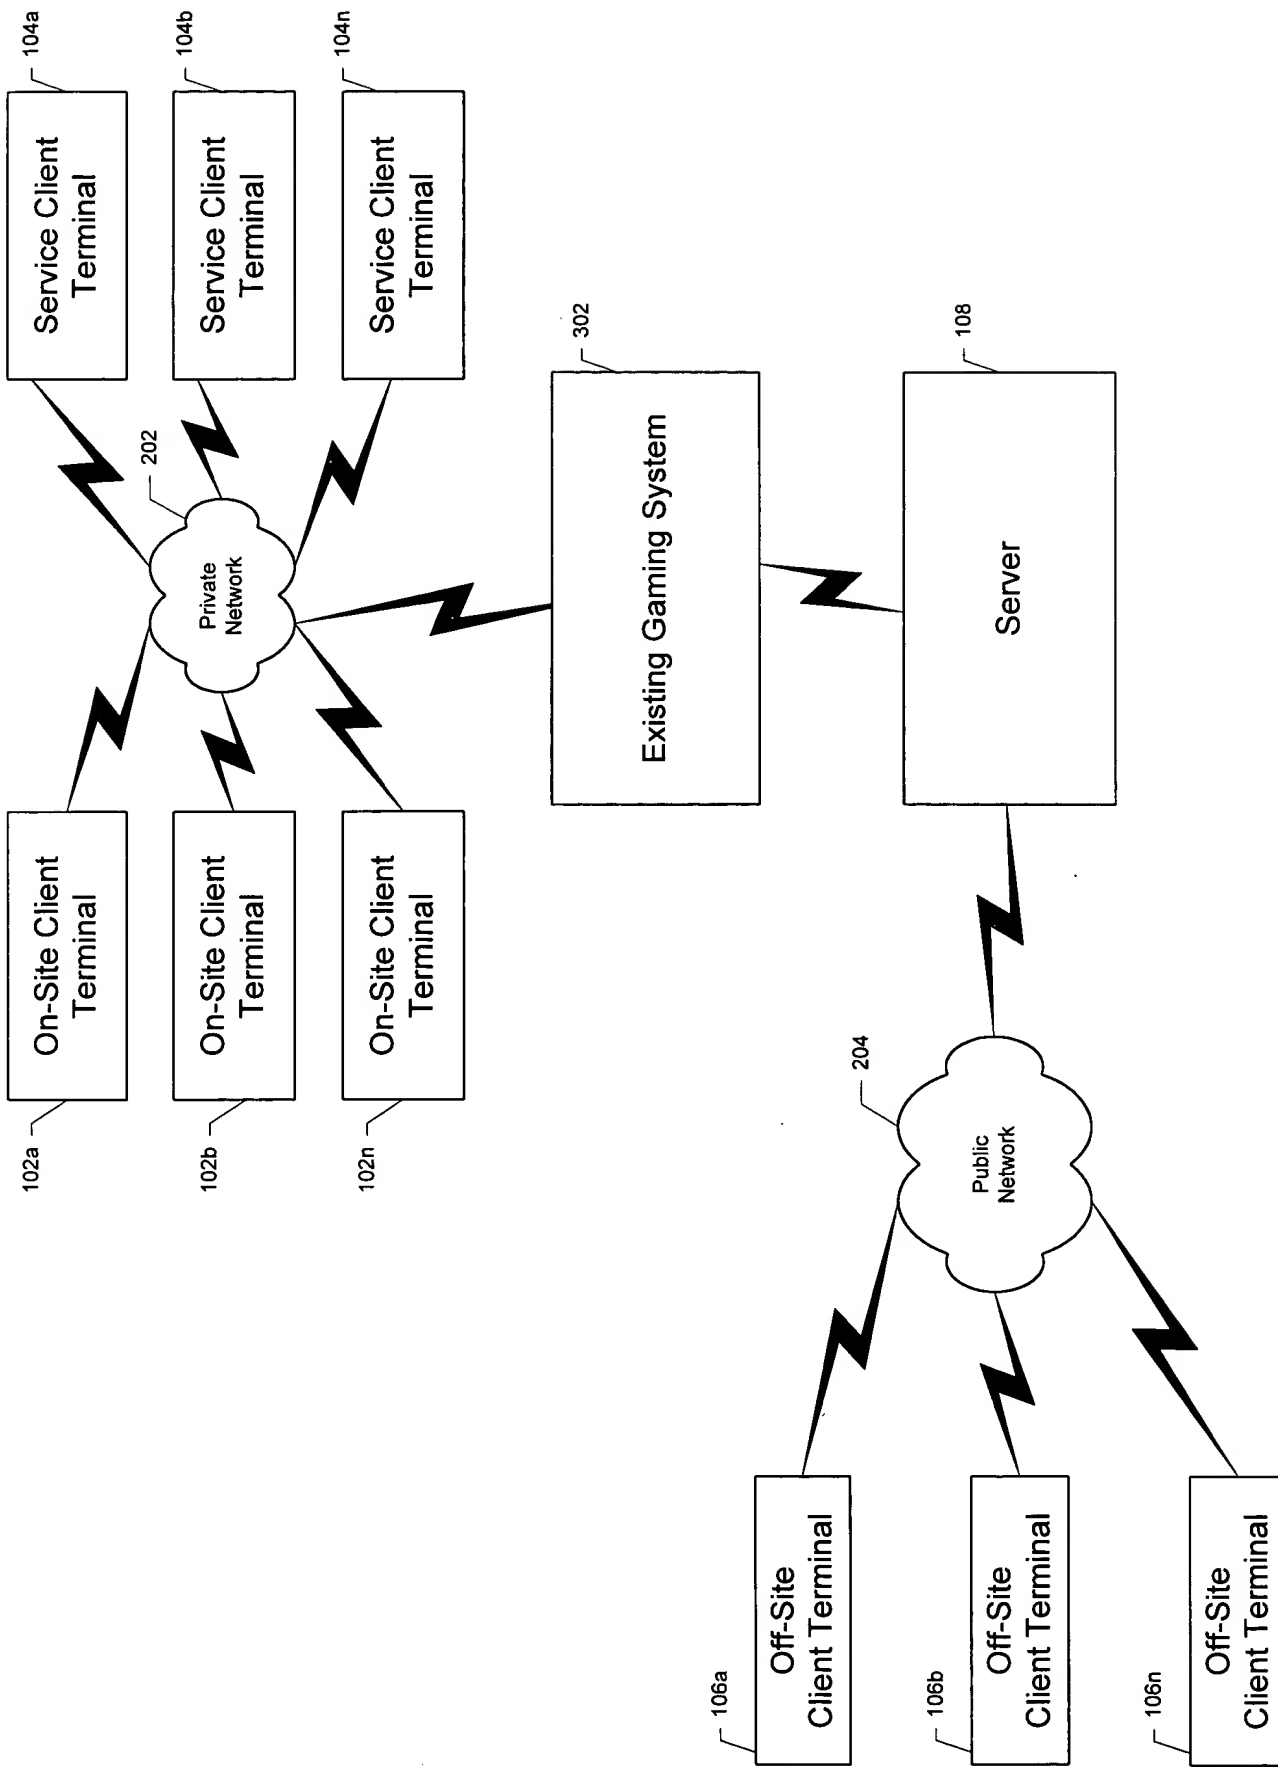 102a
On-Site Client
Terminal
Service Client
Terminal
104a
102b
On-Site Client
Terminal
Service Client
Terminal
104b
202
Private
Network
102n
On-Site Client
Terminal
Service Client
Terminal
104n
Existing Gaming System
302
106a
Off-Site
Client Terminal
204
Public
Network
Server
108
106b
Off-Site
Client Terminal
106n
Off-Site
Client Terminal